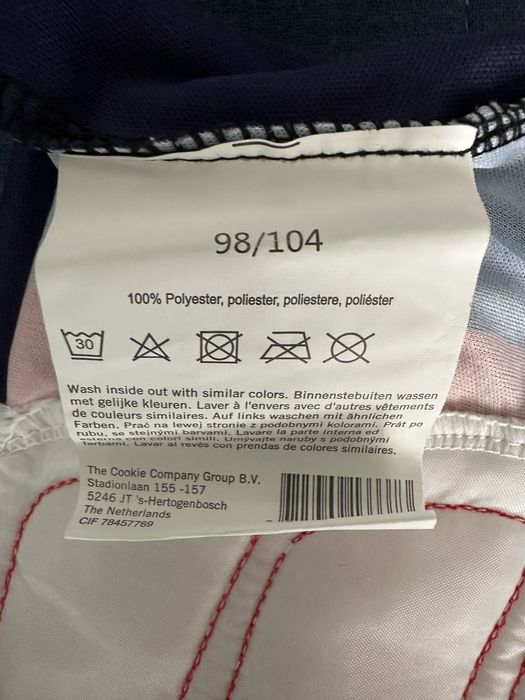 98/104
100% Polyester, poliester, poliestere, poliéster
30
Wash inside out with similar colors. Binnenstebuiten wassen
met gelijke kleuren. Laver à l'envers avec d'autres vêtements
de couleurs similaires. Auf links waschen mit ähnlichen
Farben. Prać na lewej stronie z podobnymi kolorami. Prát po
rubu, se stejnými barvami. Lavare la parte interna ed
esterna con colori simili. Umývajte naruby s podobnými
farbami. Lavar al revés con prendas de colores similares.
The Cookie Company Group B.V.
Stadionlaan 155 -157
5246 JT 's-Hertogenbosch
The Netherlands
CIF 78457769